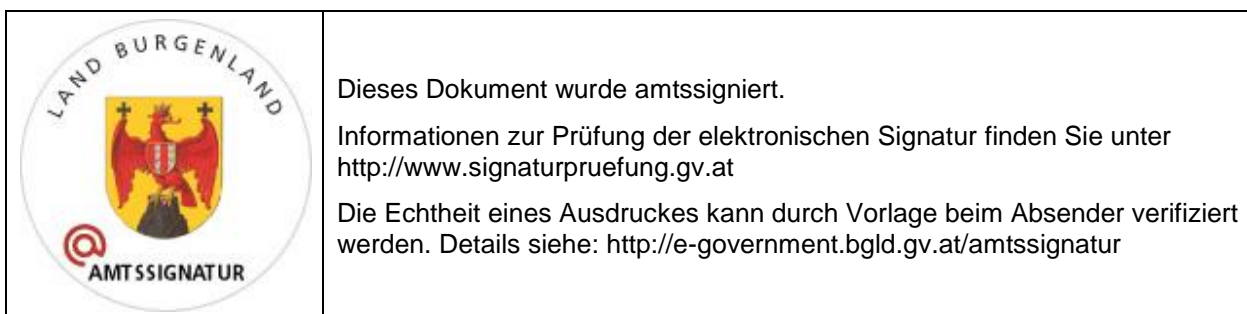 LAND BURGENLAND
@
AMTSSIGNATUR
Dieses Dokument wurde amtssigniert.
Informationen zur Prüfung der elektronischen Signatur finden Sie unter
http://www.signaturpruefung.gv.at
Die Echtheit eines Ausdruckes kann durch Vorlage beim Absender verifiziert
werden. Details siehe: http://e-government.bgld.gv.at/amtssignatur